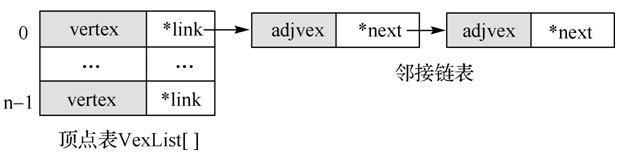 0 vertex *link adjvex *next adjvex *next
... ...
n-1 vertex *link
邻接链表
顶点表VexList[ ]